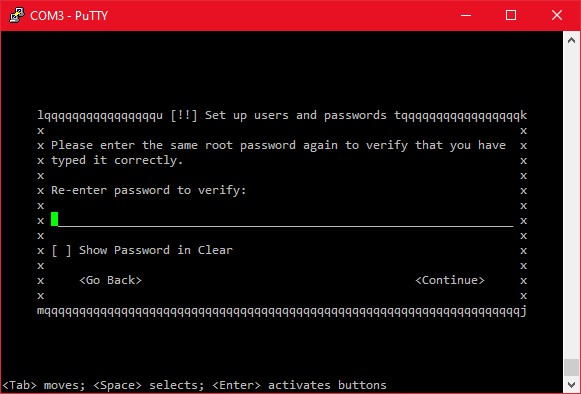 COM3 - PuTTY
lqqqqqqqqqqqqqqqqu [!!] Set up users and passwords tqqqqqqqqqqqqqqqqqk
x x
x Please enter the same root password again to verify that you have x
x typed it correctly. x
x x
x Re-enter password to verify: x
x x
x __________________________________________________________________ x
x x
x [ ] Show Password in Clear x
x x
x <Go Back> <Continue> x
x x
mqqqqqqqqqqqqqqqqqqqqqqqqqqqqqqqqqqqqqqqqqqqqqqqqqqqqqqqqqqqqqqqqqqqqj
<Tab> moves; <Space> selects; <Enter> activates buttons